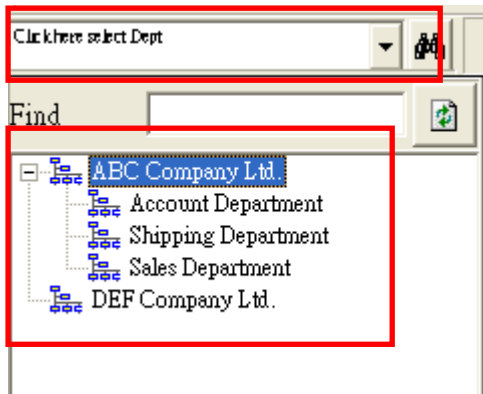 Click here select Dept
Find
ABC Company Ltd.
Account Department
Shipping Department
Sales Department
DEF Company Ltd.